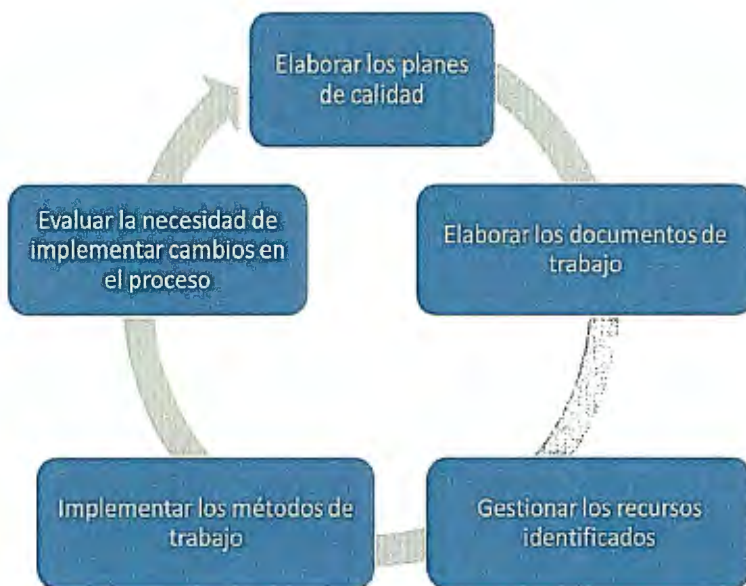 Elaborar los planes
de calidad
Elaborar los documentos de
trabajo
Gestionar los recursos
identificados
Implementar los métodos de
trabajo
Evaluar la necesidad de
implementar cambios en
el proceso